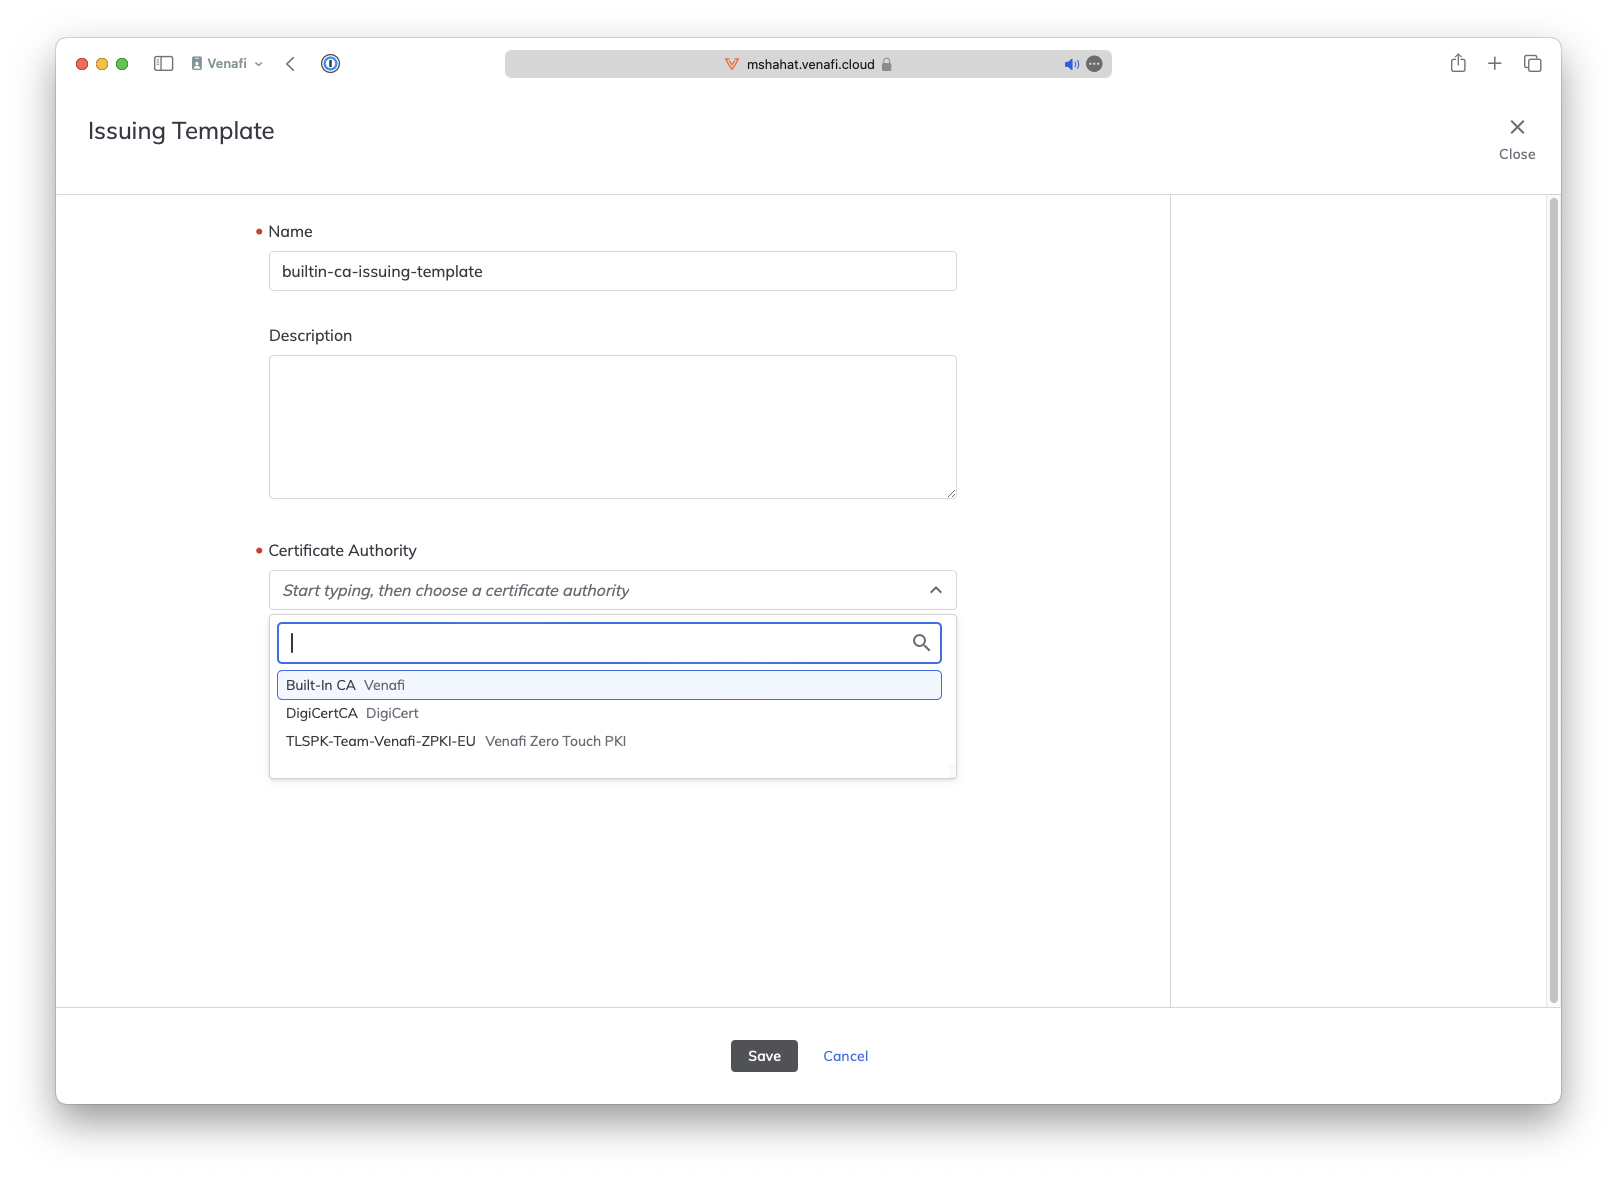 Venafi
mshahat.venafi.cloud
Issuing Template
Close
Name
builtin-ca-issuing-template
Description
Certificate Authority
Start typing, then choose a certificate authority
Built-In CA Venafi
DigiCertCA DigiCert
TLSPK-Team-Venafi-ZPKI-EU Venafi Zero Touch PKI
Save Cancel